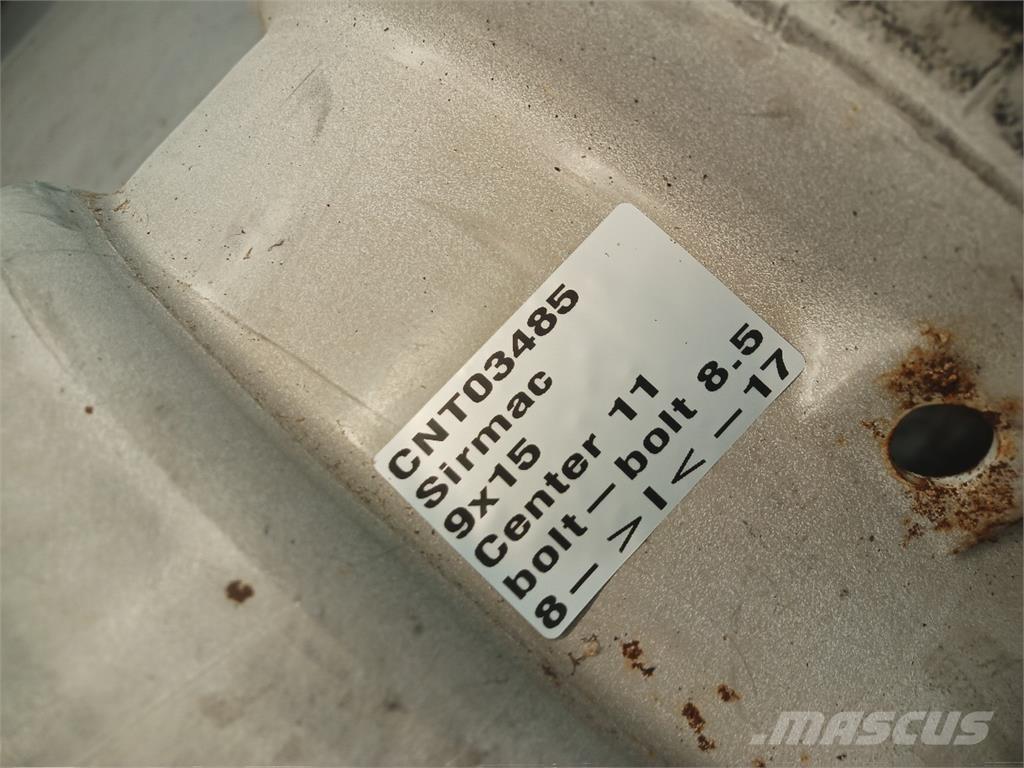 CNT03485
Sirmac
9x15
Center 11
bolt—bolt 8.5
8—>I<—17
MASCUS